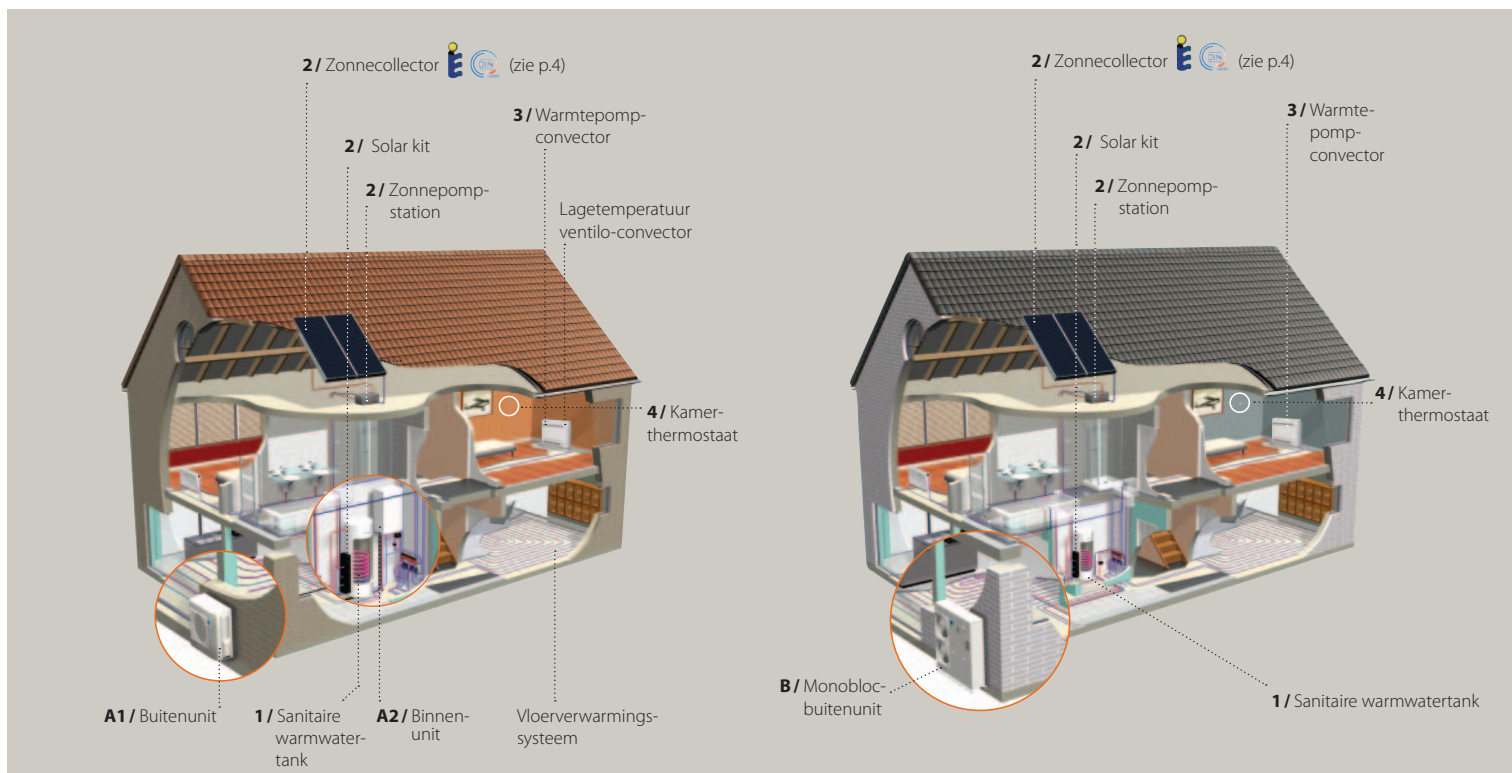 2 / Zonnecollector
(zie p.4)
3 / Warmtepomp-
convector
2 / Solar kit
2 / Zonnepomp-
station
Lagetemperatuur
ventilo-convector
4 / Kamer-
thermostaat
A1 / Buitenunit
1 / Sanitaire
warmwater-
tank
A2 / Binnen-
unit
Vloerverwarmings-
systeem
2 / Zonnecollector
(zie p.4)
3 / Warmte-
pomp-
convector
2 / Solar kit
2 / Zonnepomp-
station
4 / Kamer-
thermostaat
B / Monobloc-
buitenunit
1 / Sanitaire warmwatertank